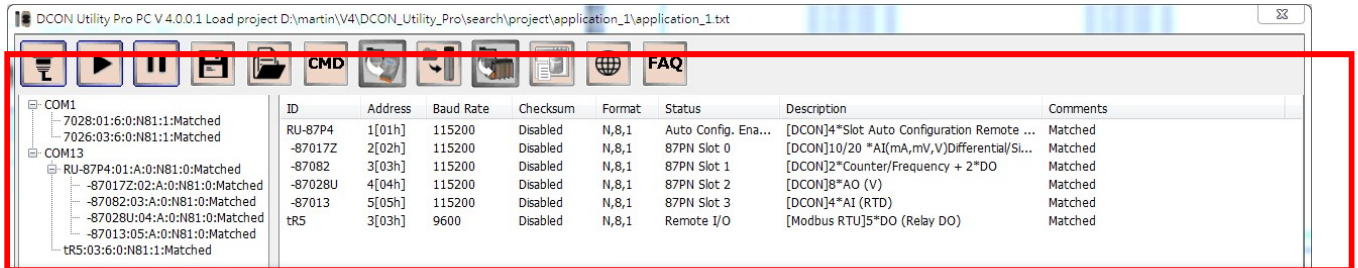 DCON Utility Pro PC V 4.0.0.1 Load project D:\martin\V4\DCON_Utility_Pro\search\project\application_1\application_1.txt
CMD FAQ
COM1
7028:01:6:0:N81:1:Matched
7026:03:6:0:N81:1:Matched
COM13
RU-87P4:01:A:0:N81:0:Matched
-87017Z:02:A:0:N81:0:Matched
-87082:03:A:0:N81:0:Matched
-87028U:04:A:0:N81:0:Matched
-87013:05:A:0:N81:0:Matched
tR5:03:6:0:N81:1:Matched
ID Address Baud Rate Checksum Format Status Description Comments
RU-87P4 1[01h] 115200 Disabled N,8,1 Auto Config. Ena... [DCON]4*Slot Auto Configuration Remote ... Matched
-87017Z 2[02h] 115200 Disabled N,8,1 87PN Slot 0 [DCON]10/20 *AI(mA,mV,V)Differential/Si... Matched
-87082 3[03h] 115200 Disabled N,8,1 87PN Slot 1 [DCON]2*Counter/Frequency + 2*DO Matched
-87028U 4[04h] 115200 Disabled N,8,1 87PN Slot 2 [DCON]8*AO (V) Matched
-87013 5[05h] 115200 Disabled N,8,1 87PN Slot 3 [DCON]4*AI (RTD) Matched
tR5 3[03h] 9600 Disabled N,8,1 Remote I/O [Modbus RTU]5*DO (Relay DO) Matched